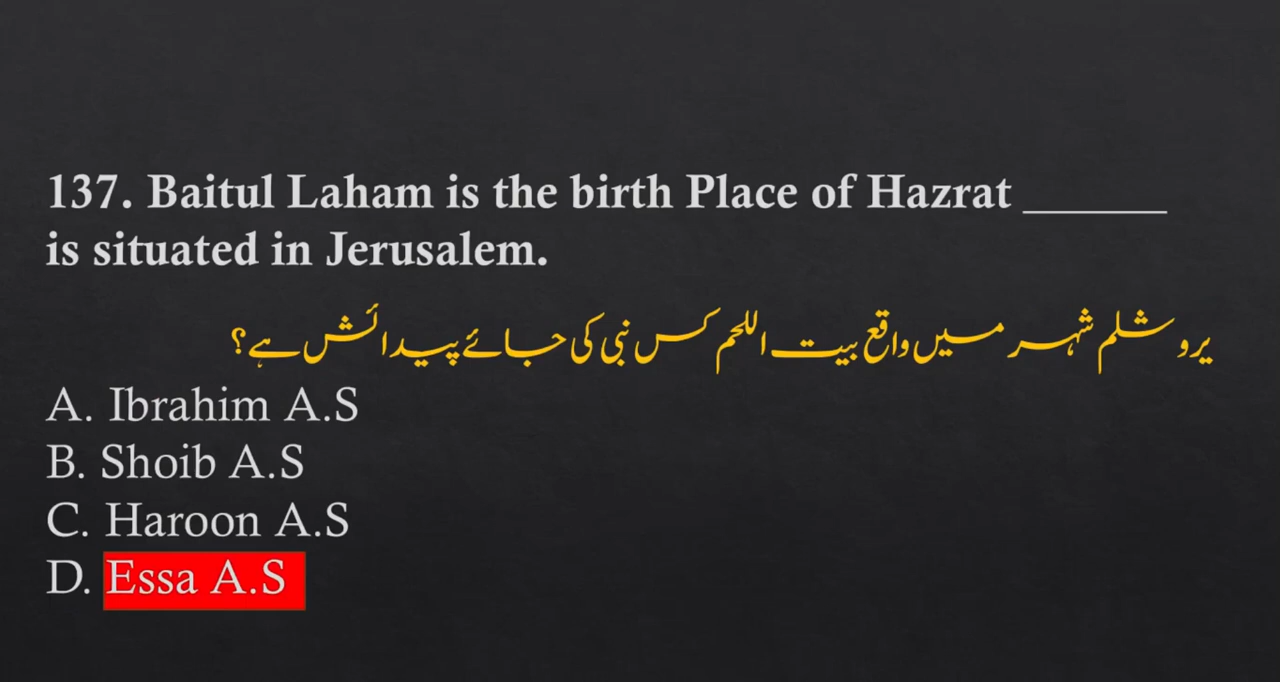 137. Baitul Laham is the birth Place of Hazrat ______
is situated in Jerusalem.
یروشلم شہر میں واقع بیت اللحم کس نبی کی جائے پیدائش ہے؟
A. Ibrahim A.S
B. Shoib A.S
C. Haroon A.S
D. Essa A.S